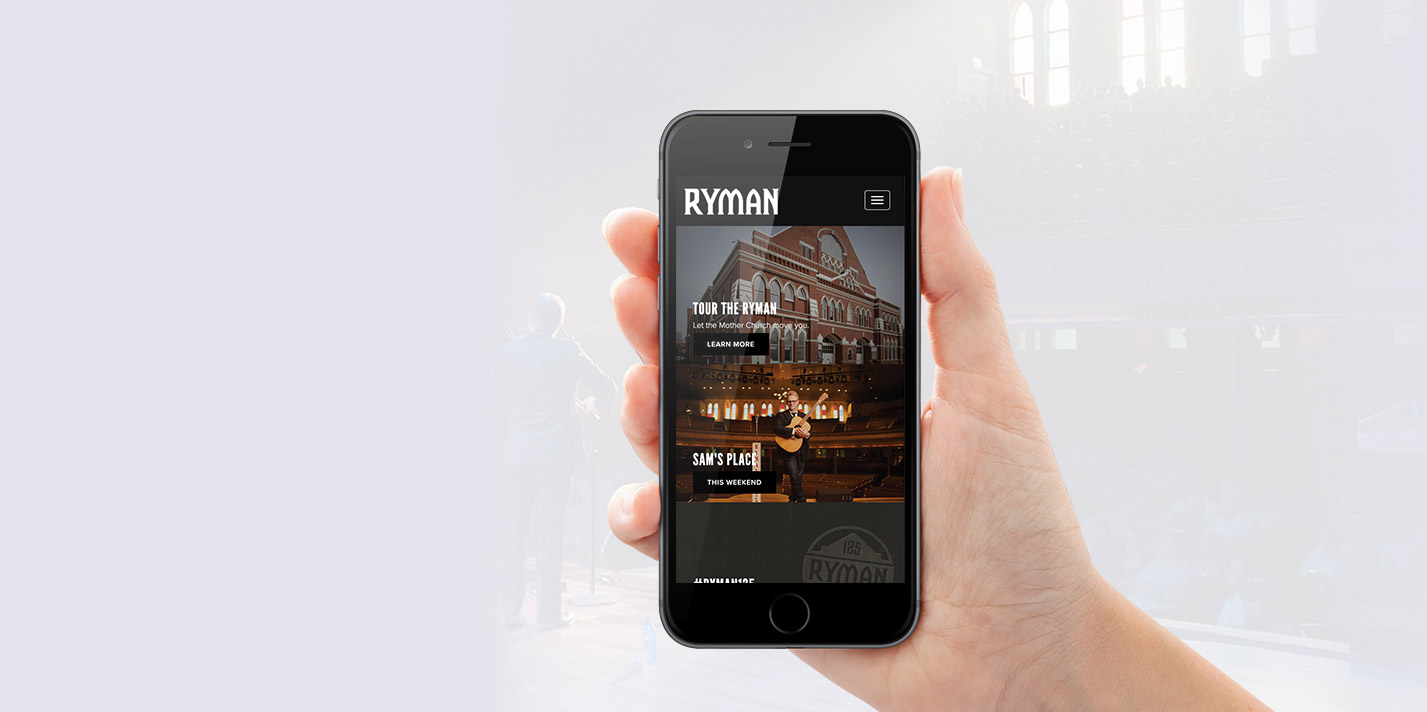 RYMAN
TOUR THE RYMAN
Let the Mother Church move you.
LEARN MORE
SAM'S PLACE
THIS WEEKEND
125
RYMAN
#RYMAN125